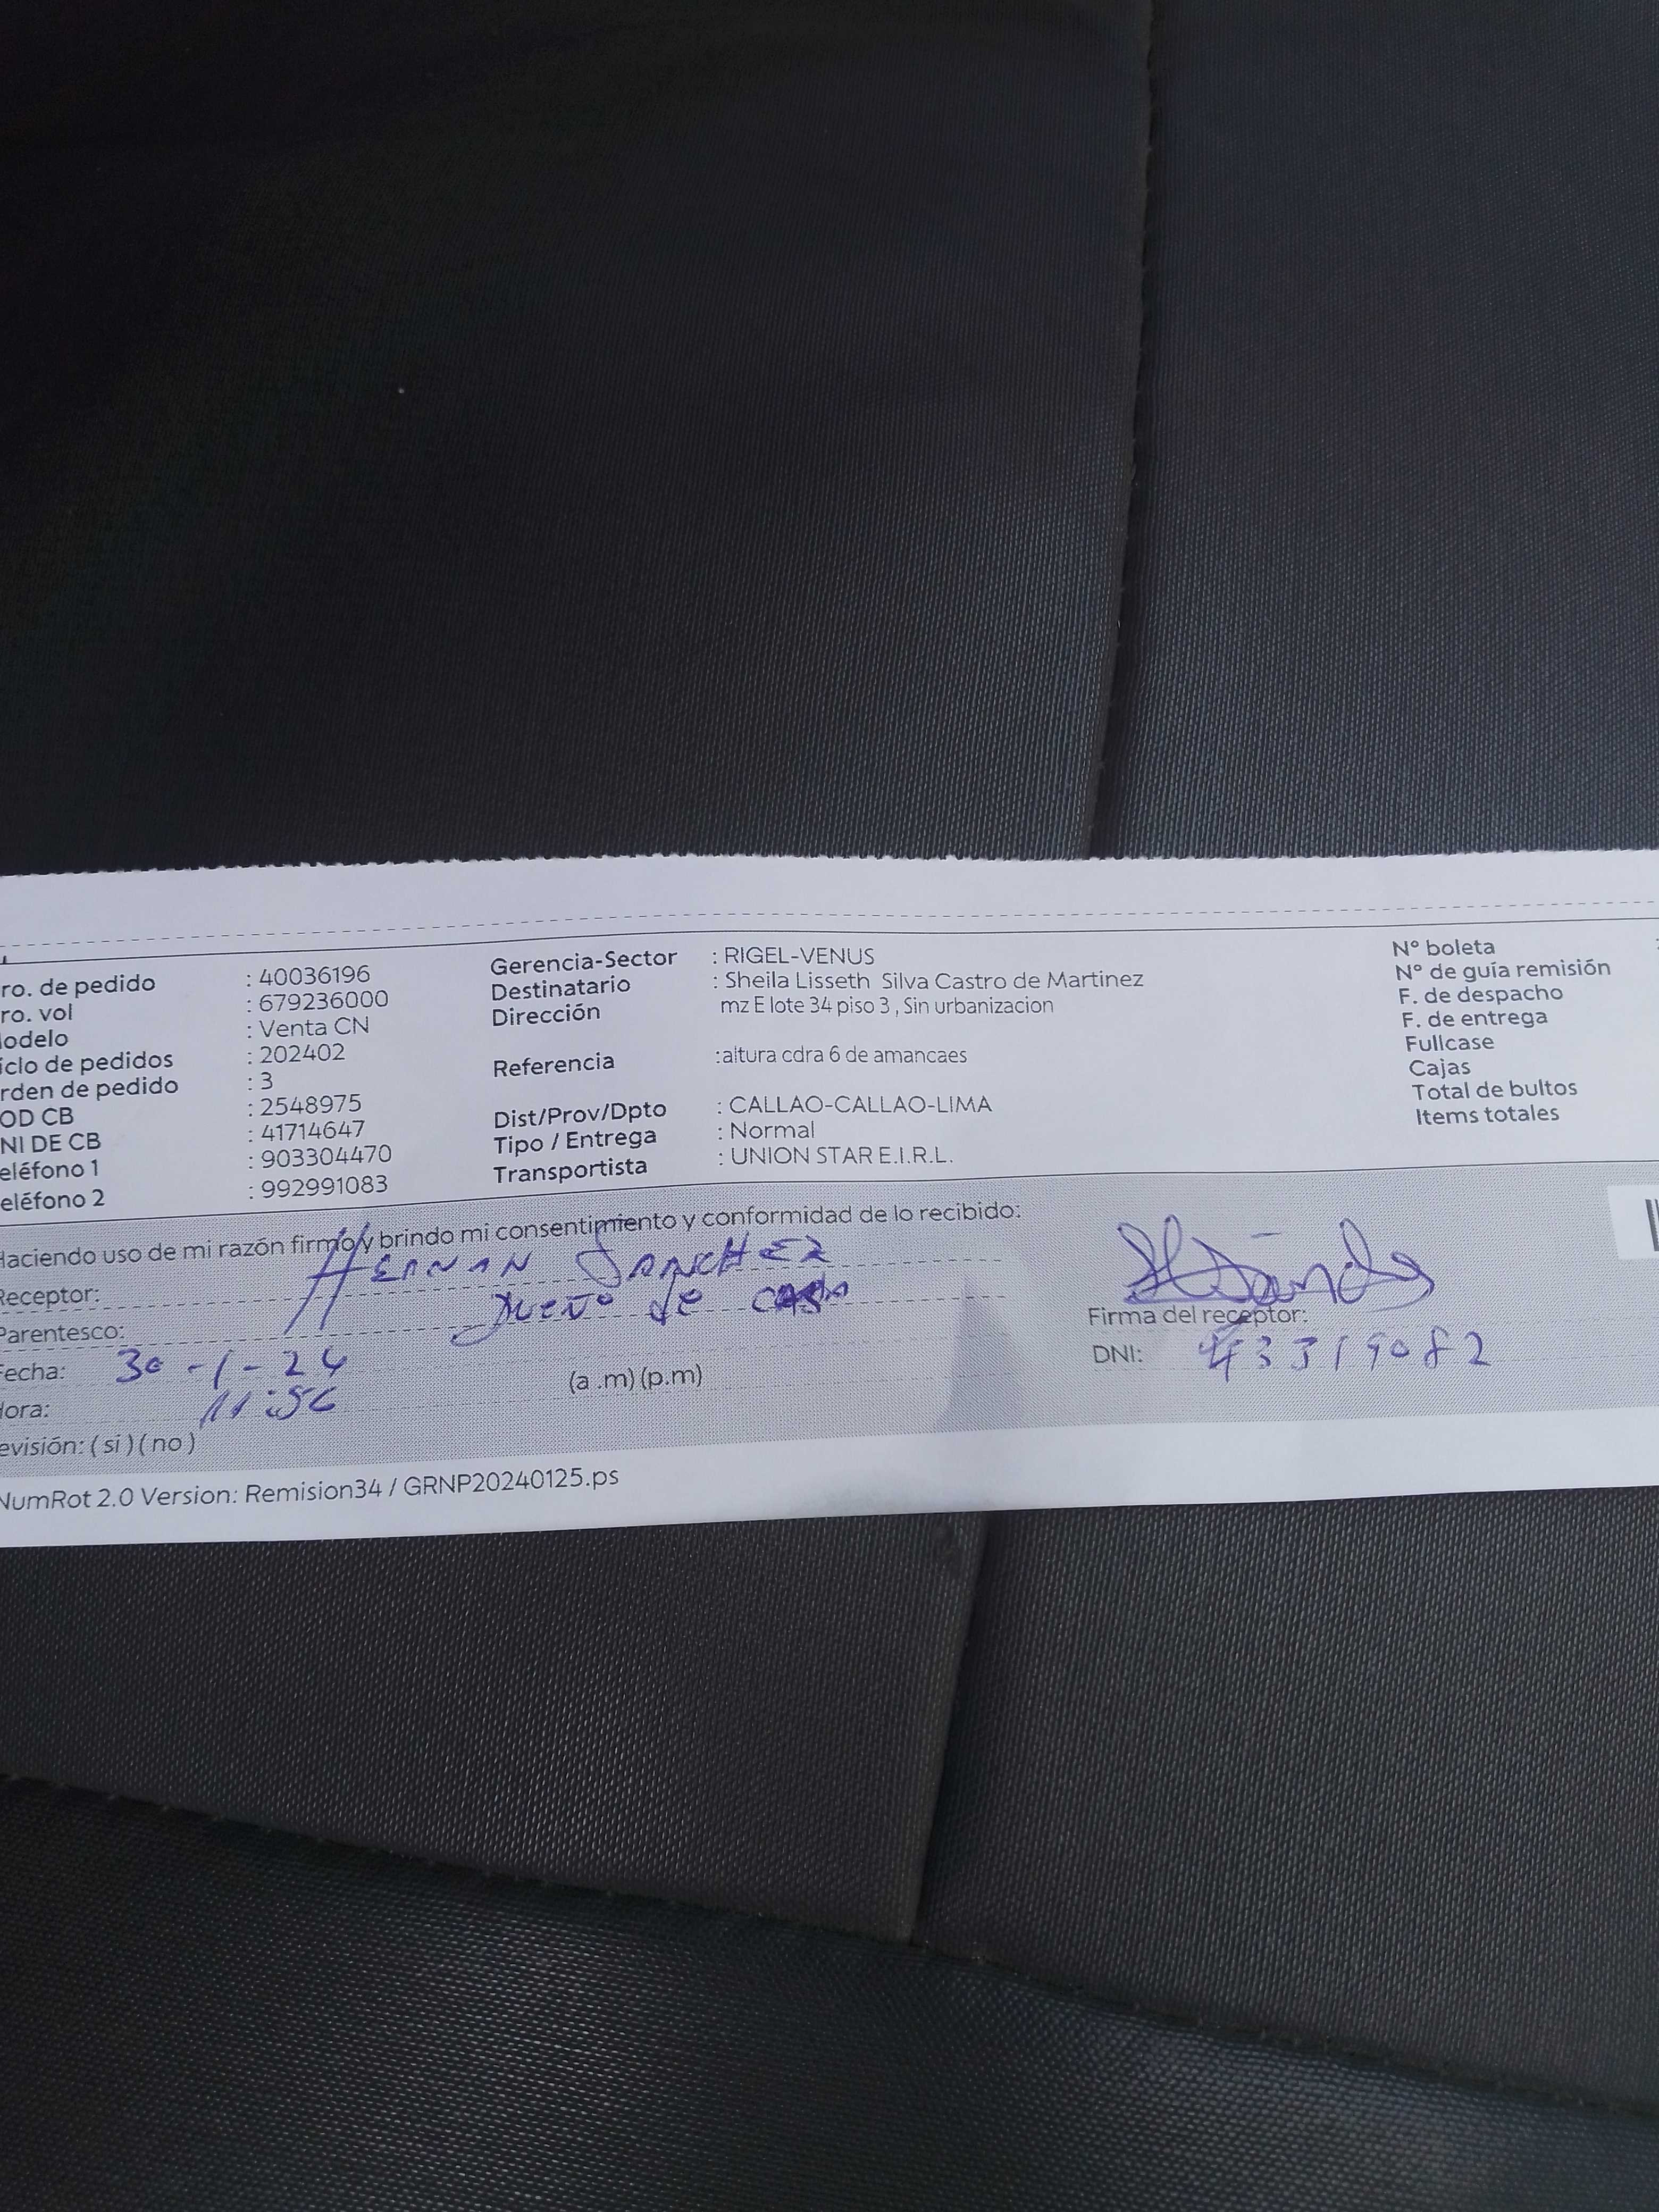 ro. de pedido : 40036196
ro. vol : 679236000
odelo : Venta CN
iclo de pedidos : 202402
rden de pedido : 3
OD CB : 2548975
NI DE CB : 41714647
eléfono 1 : 903304470
eléfono 2 : 992991083
Gerencia-Sector : RIGEL-VENUS
Destinatario : Sheila Lisseth Silva Castro de Martinez
Dirección mz E lote 34 piso 3 , Sin urbanizacion
Referencia :altura cdra 6 de amancaes
Dist/Prov/Dpto : CALLAO-CALLAO-LIMA
Tipo / Entrega : Normal
Transportista : UNION STAR E.I.R.L.
N° boleta
N° de guía remisión
F. de despacho
F. de entrega
Fullcase
Cajas
Total de bultos
Items totales
Haciendo uso de mi razón firmo y brindo mi consentimiento y conformidad de lo recibido:
Receptor: HERNAN SANCHEZ
Parentesco: Dueño de casa
Fecha: 30-1-24
Hora: 11:56 (a .m) (p.m)
evisión: ( si ) ( no )
Firma del receptor:
DNI: 43319082
NumRot 2.0 Version: Remision34 / GRNP20240125.ps